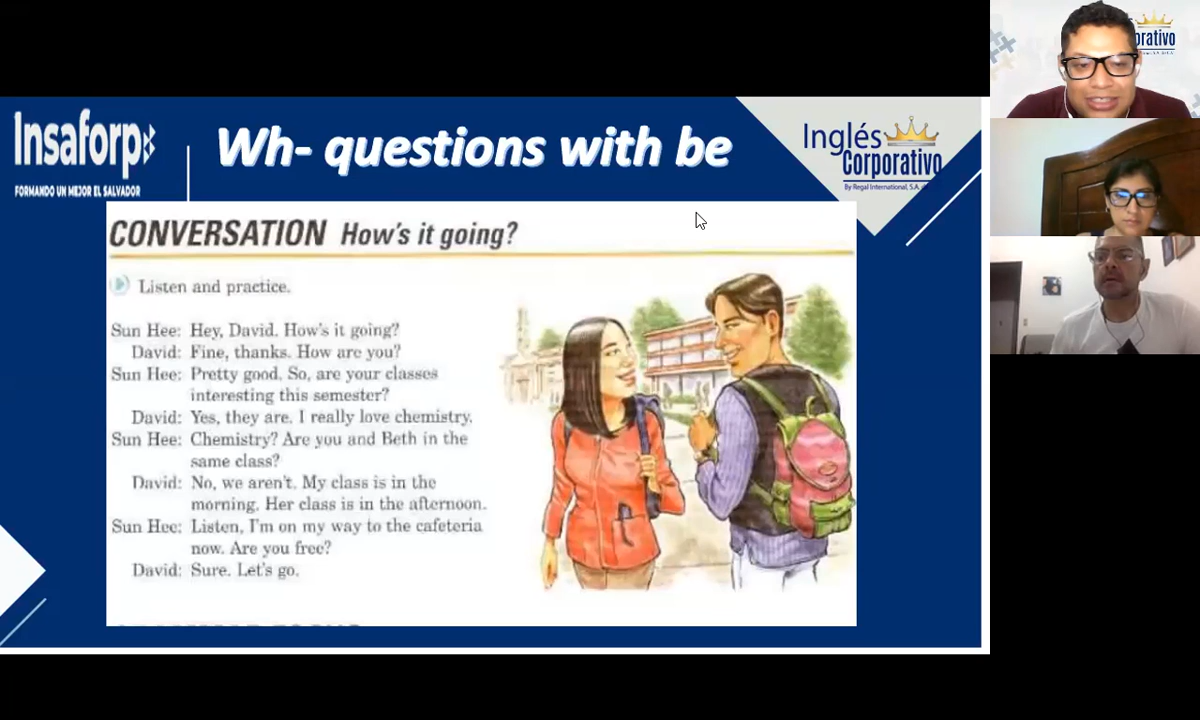 Insaforp
FORMANDO UN MEJOR EL SALVADOR
Wh- questions with be
Inglés
Corporativo
By Regal International, S.A.
CONVERSATION How's it going?
Listen and practice.
Sun Hee: Hey, David. How's it going?
David: Fine, thanks. How are you?
Sun Hee: Pretty good. So, are your classes
interesting this semester?
David: Yes, they are. I really love chemistry.
Sun Hee: Chemistry? Are you and Beth in the
same class?
David: No, we aren't. My class is in the
morning. Her class is in the afternoon.
Sun Hee: Listen, I'm on my way to the cafeteria
now. Are you free?
David: Sure. Let's go.
orativo